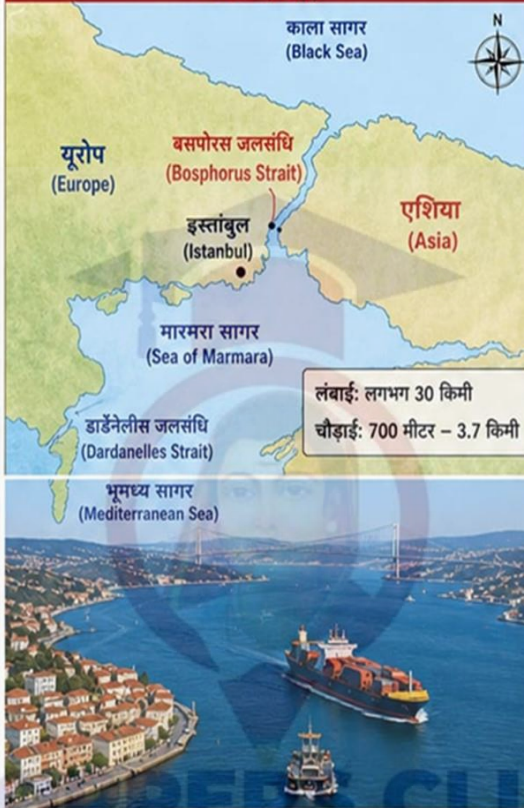 काला सागर
(Black Sea)
N
यूरोप
(Europe)
बसपोरस जलसंधि
(Bosphorus Strait)
एशिया
(Asia)
इस्तांबुल
(Istanbul)
मारमरा सागर
(Sea of Marmara)
लंबाई: लगभग 30 किमी
चौड़ाई: 700 मीटर – 3.7 किमी
डार्डेनेलीस जलसंधि
(Dardanelles Strait)
भूमध्य सागर
(Mediterranean Sea)